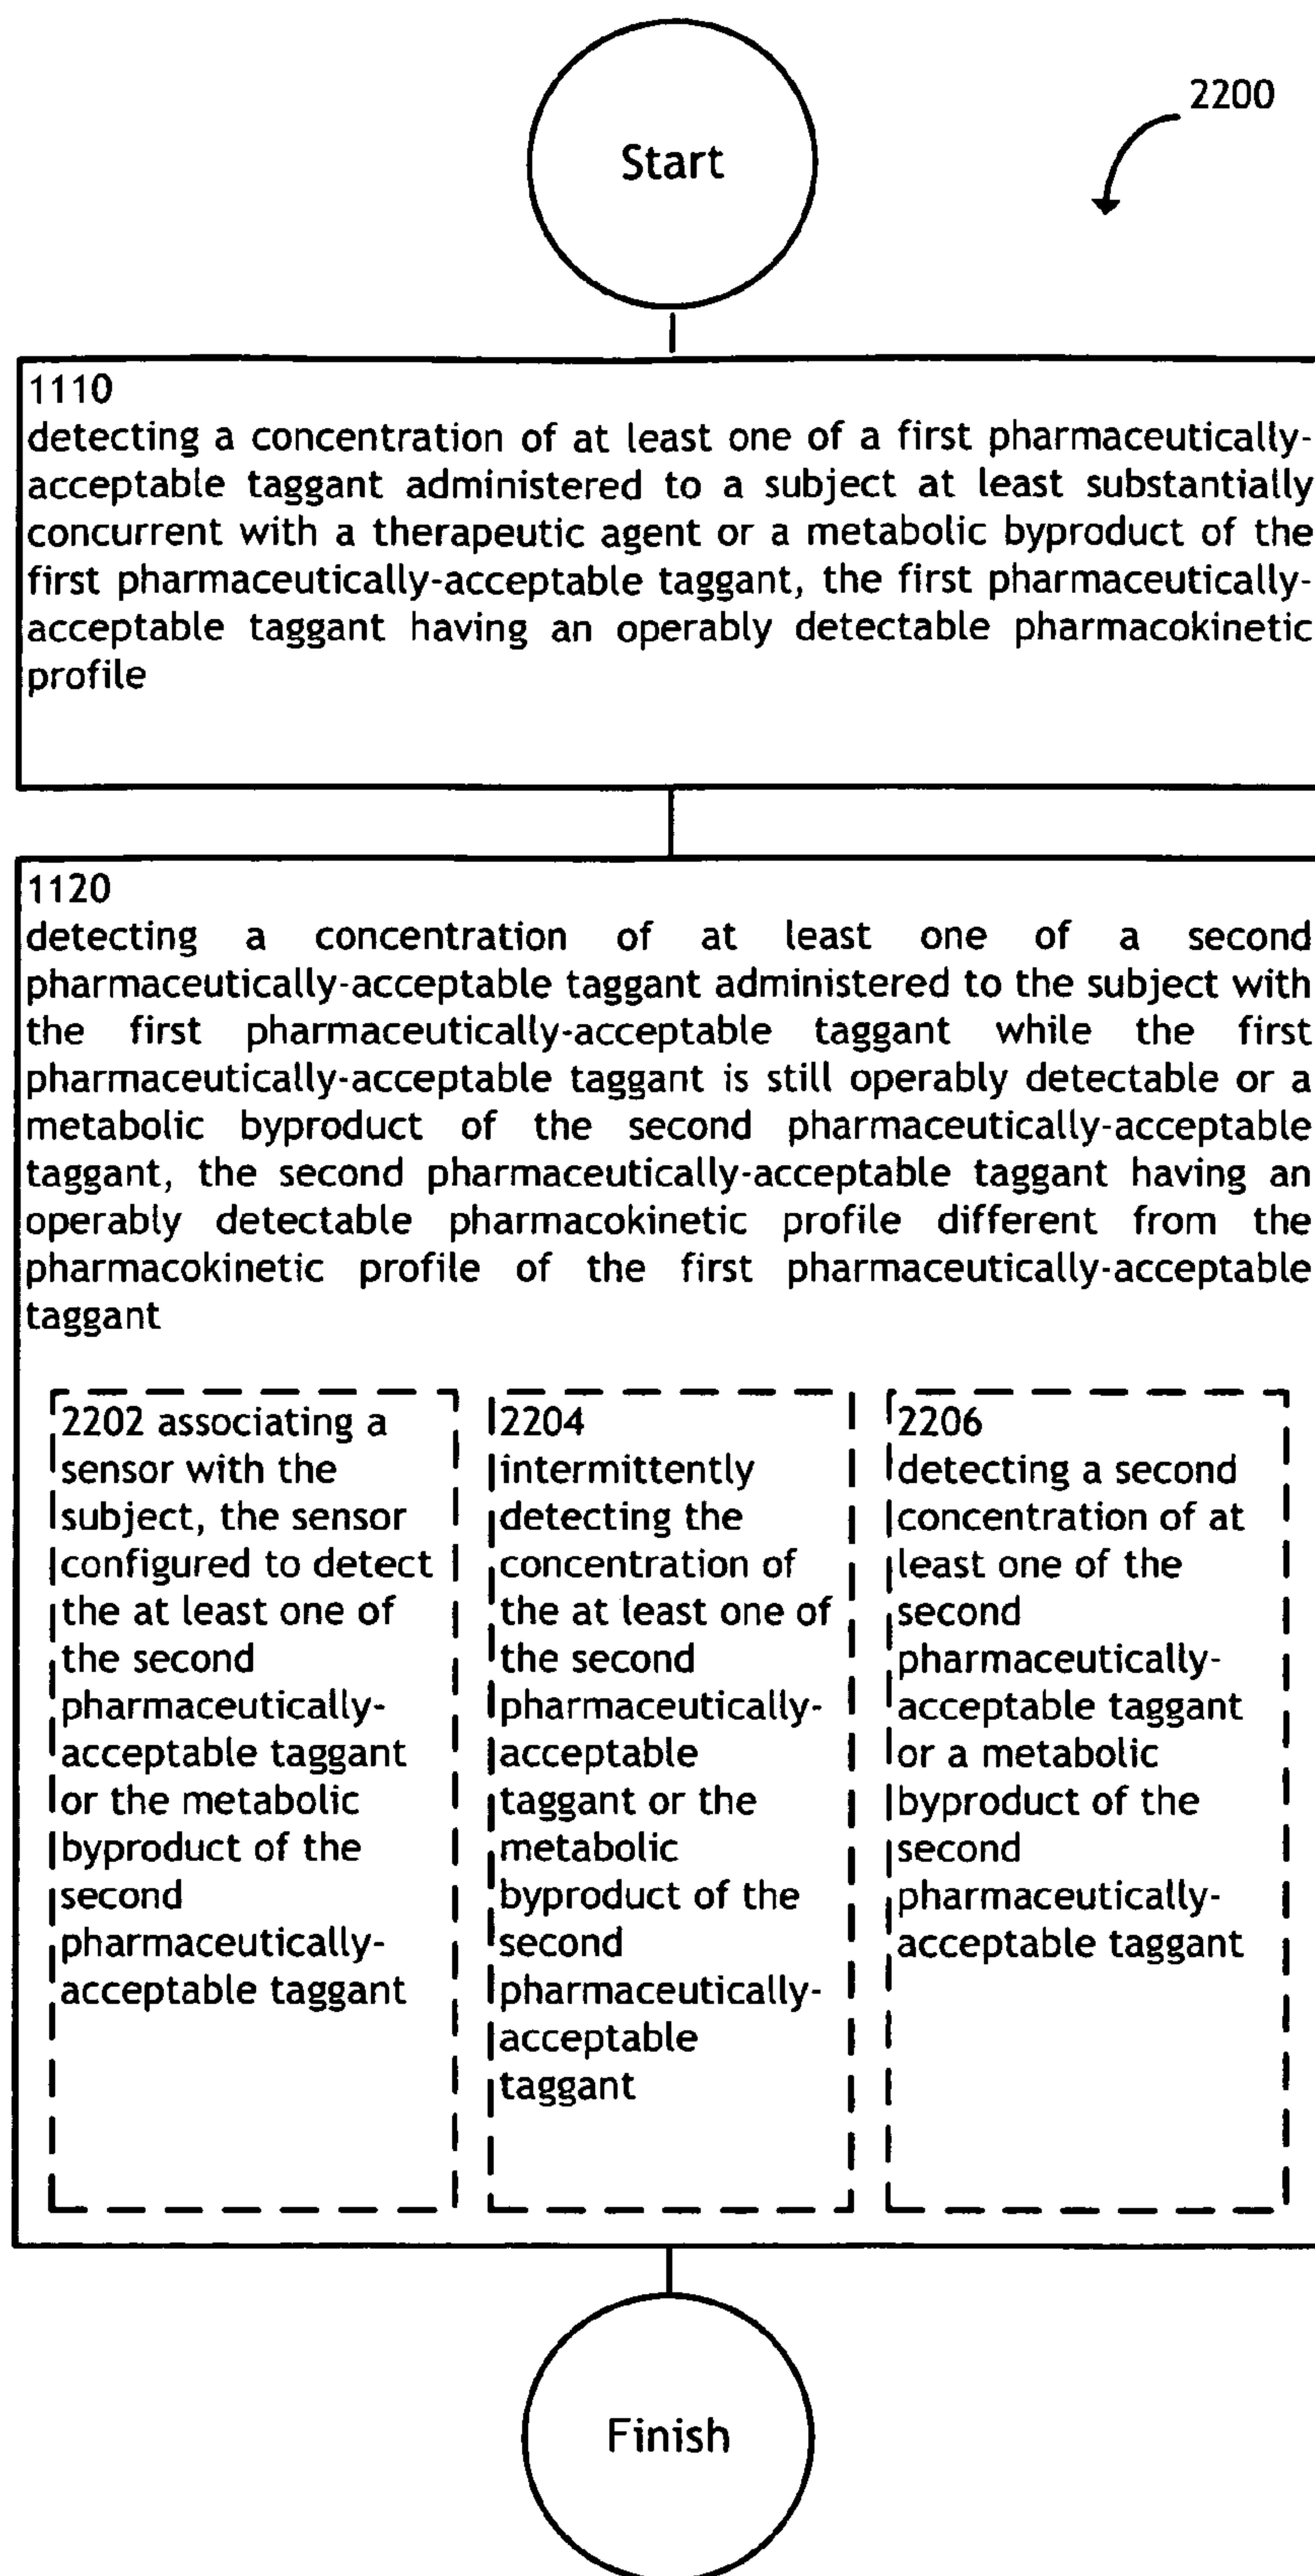 Start
2200
1110
detecting a concentration of at least one of a first pharmaceutically-
acceptable taggant administered to a subject at least substantially
concurrent with a therapeutic agent or a metabolic byproduct of the
first pharmaceutically-acceptable taggant, the first pharmaceutically-
acceptable taggant having an operably detectable pharmacokinetic
profile
1120
detecting a concentration of at least one of a second
pharmaceutically-acceptable taggant administered to the subject with
the first pharmaceutically-acceptable taggant while the first
pharmaceutically-acceptable taggant is still operably detectable or a
metabolic byproduct of the second pharmaceutically-acceptable
taggant, the second pharmaceutically-acceptable taggant having an
operably detectable pharmacokinetic profile different from the
pharmacokinetic profile of the first pharmaceutically-acceptable
taggant
2202 associating a
sensor with the
subject, the sensor
configured to detect
the at least one of
the second
pharmaceutically-
acceptable taggant
or the metabolic
byproduct of the
second
pharmaceutically-
acceptable taggant
2204
intermittently
detecting the
concentration of
the at least one of
the second
pharmaceutically-
acceptable
taggant or the
metabolic
byproduct of the
second
pharmaceutically-
acceptable
taggant
2206
detecting a second
concentration of at
least one of the
second
pharmaceutically-
acceptable taggant
or a metabolic
byproduct of the
second
pharmaceutically-
acceptable taggant
Finish